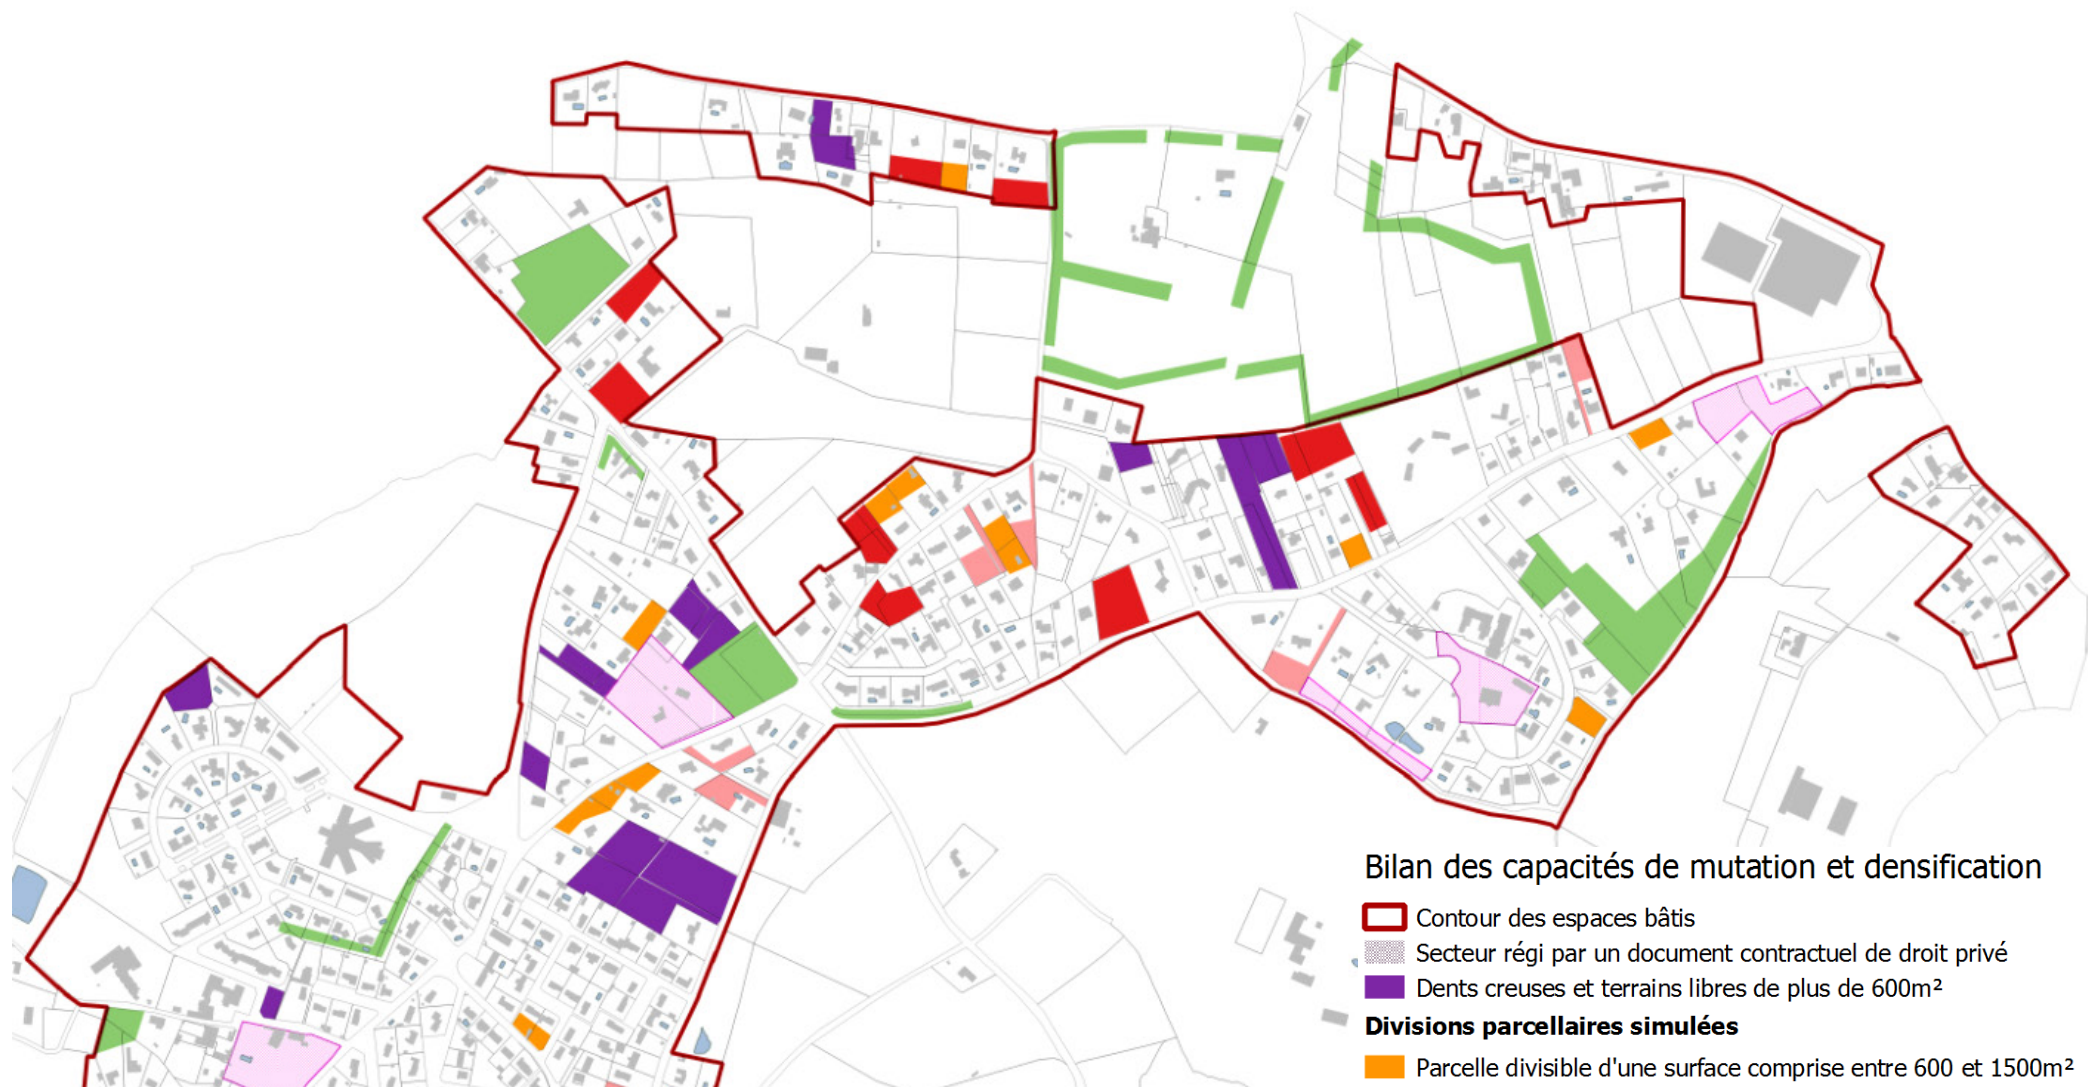 Bilan des capacités de mutation et densification
Contour des espaces bâtis
Secteur régi par un document contractuel de droit privé
Dents creuses et terrains libres de plus de 600m²
Divisions parcellaires simulées
Parcelle divisible d'une surface comprise entre 600 et 1500m²